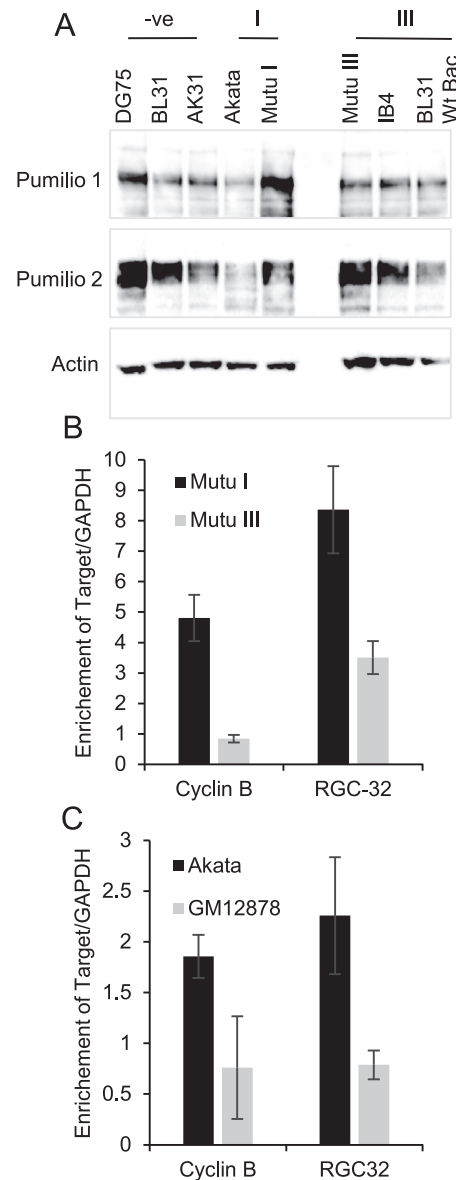 A
-ve I III
DG75 BL31 AK31 Akata Mutu I Mutu III IB4 BL31 Wt Bac
Pumilio 1
Pumilio 2
Actin
B
Enrichement of Target/GAPDH
10
9
8
7
6
5
4
3
2
1
0
Mutu I
Mutu III
Cyclin B RGC-32
C
Enrichment of Target/GAPDH
3
2.5
2
1.5
1
0.5
0
Akata
GM12878
Cyclin B RGC32